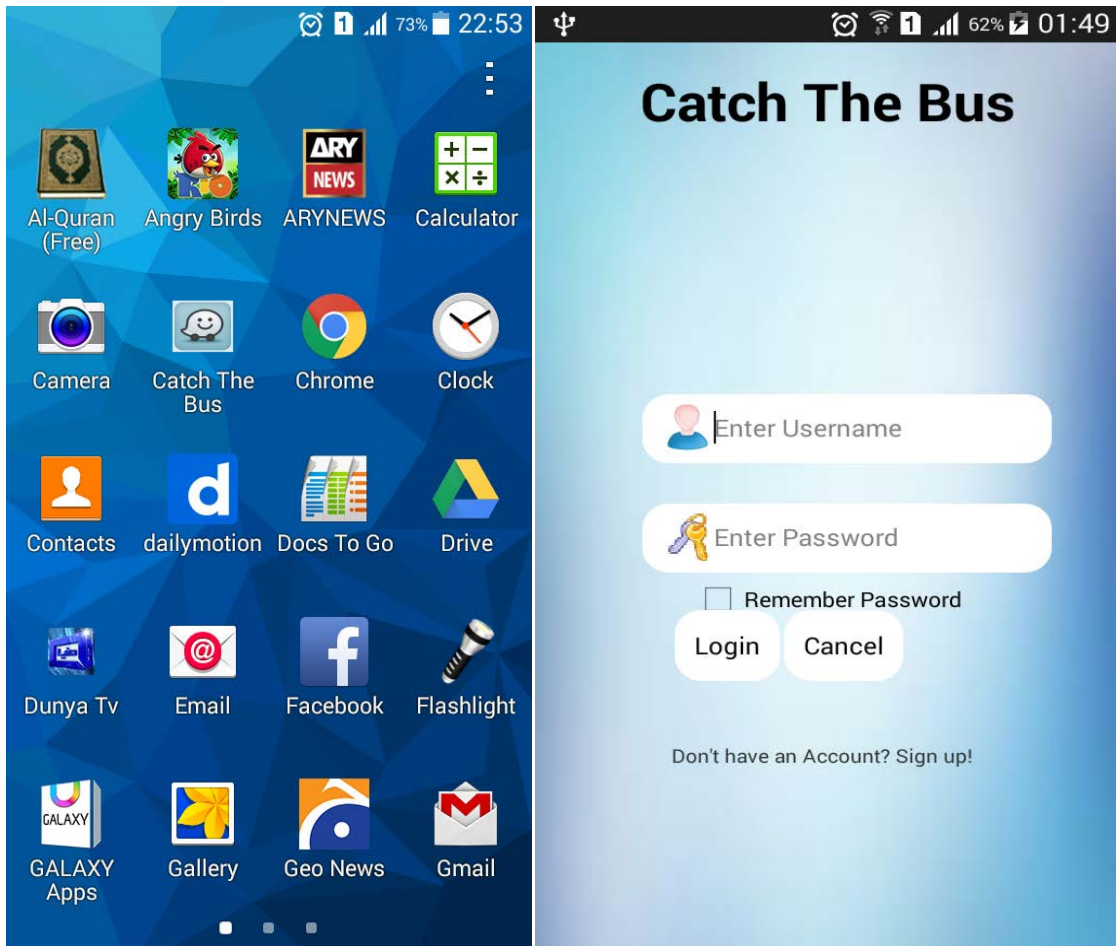 1 73% 22:53
ARY
NEWS
Al-Quran
(Free)
Angry Birds
ARYNEWS
Calculator
Camera
Catch The
Bus
Chrome
Clock
d
Contacts
dailymotion
Docs To Go
Drive
@
f
Dunya Tv
Email
Facebook
Flashlight
GALAXY
GALAXY
Apps
Gallery
Geo News
Gmail
1 62% 01:49
Catch The Bus
Enter Username
Enter Password
Remember Password
Login Cancel
Don't have an Account? Sign up!